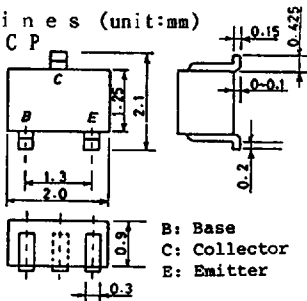 ines (unit:mm)
CP
C
B E
1.25
2.1
1.3
2.0
0.15
0.425
0~0.1
0.2
0.9
0.3
B: Base
C: Collector
E: Emitter